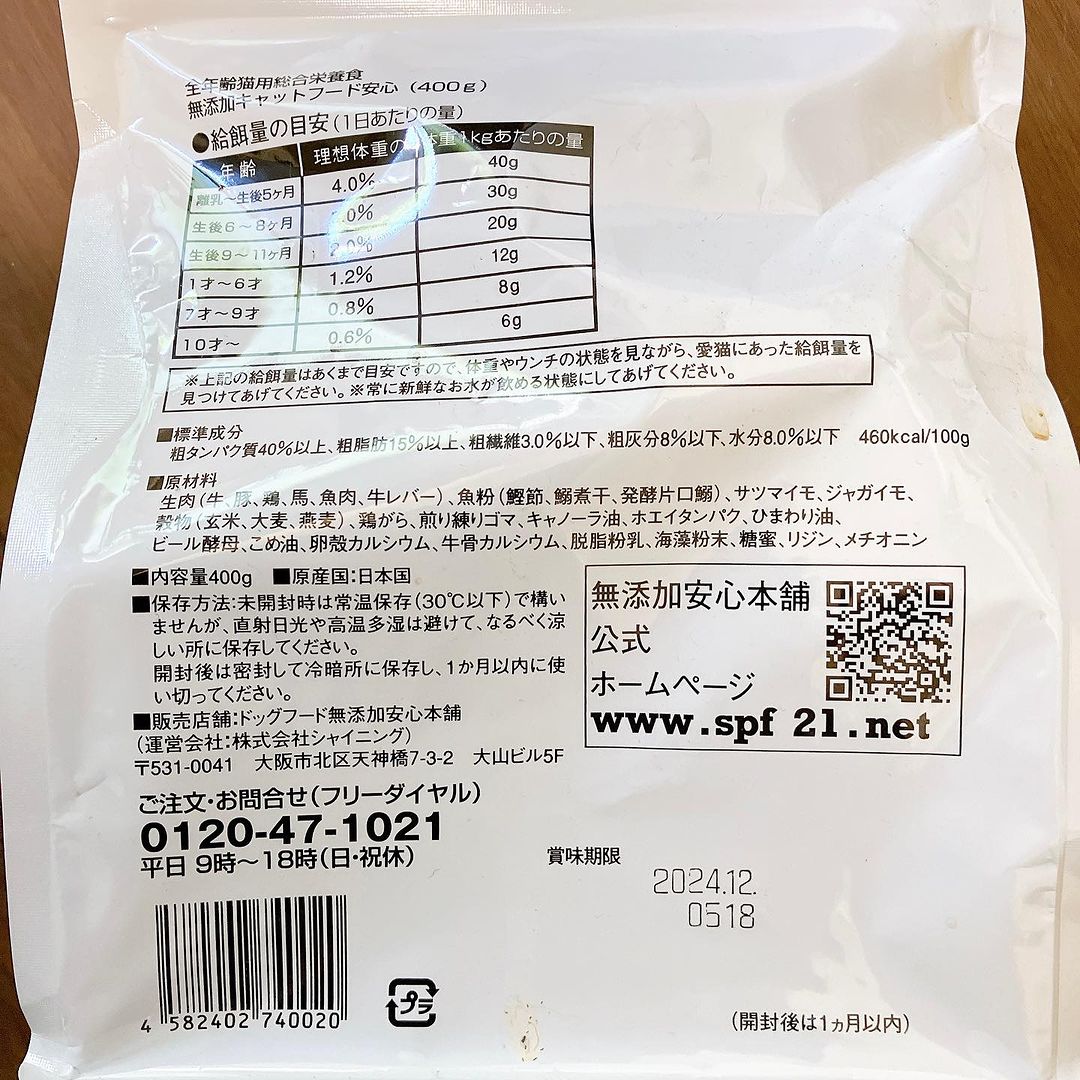 全年齢猫用総合栄養食
無添加キャットフード安心（400g）
●給餌量の目安（1日あたりの量）
年齢 理想体重の 体重1kgあたりの量
離乳～生後5ヶ月 4.0% 40g
生後6～8ヶ月 .0% 30g
生後9～11ヶ月 2.0% 20g
1才～6才 1.2% 12g
7才～9才 0.8% 8g
10才～ 0.6% 6g
※上記の給餌量はあくまで目安ですので、体重やウンチの状態を見ながら、愛猫にあった給餌量を
見つけてあげてください。※常に新鮮なお水が飲める状態にしてあげてください。
■標準成分
粗タンパク質40%以上、粗脂肪15%以上、粗繊維3.0%以下、粗灰分8%以下、水分8.0%以下 460kcal/100g
■原材料
生肉（牛、豚、鶏、馬、魚肉、牛レバー）、魚粉（鰹節、鰯煮干、発酵片口鰯）、サツマイモ、ジャガイモ、
穀物（玄米、大麦、燕麦）、鶏がら、煎り練りゴマ、キャノーラ油、ホエイタンパク、ひまわり油、
ビール酵母、こめ油、卵殻カルシウム、牛骨カルシウム、脱脂粉乳、海藻粉末、糖蜜、リジン、メチオニン
■内容量400g ■原産国：日本国
■保存方法：未開封時は常温保存（30℃以下）で構い
ませんが、直射日光や高温多湿は避けて、なるべく涼
しい所に保存してください。
開封後は密封して冷暗所に保存し、1か月以内に使
い切ってください。
■販売店舗：ドッグフード無添加安心本舗
（運営会社：株式会社シャイニング）
〒531-0041 大阪市北区天神橋7-3-2 大山ビル5F
無添加安心本舗
公式
ホームページ
www.spf 21.net
ご注文・お問合せ（フリーダイヤル）
0120-47-1021
平日 9時～18時（日・祝休）
賞味期限
2024.12.
0518
4 582402 740020
プラ
（開封後は1ヵ月以内）